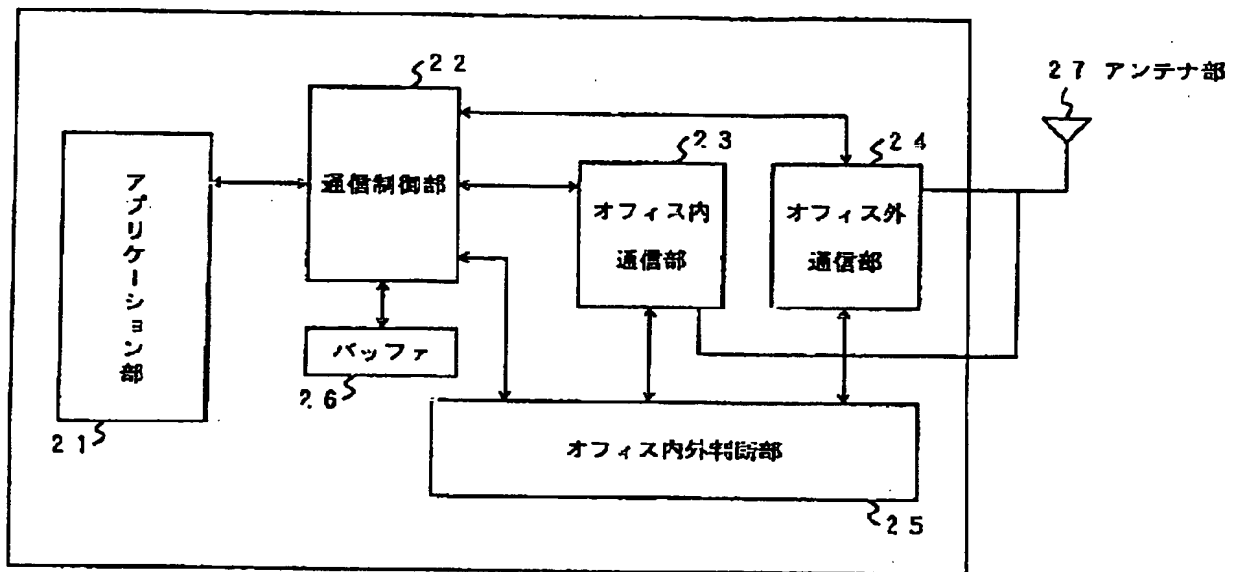 22
27 アンテナ部
23
24
アプリケーション部
通信制御部
オフィス内
通信部
オフィス外
通信部
バッファ
26
21
オフィス内外判断部
25